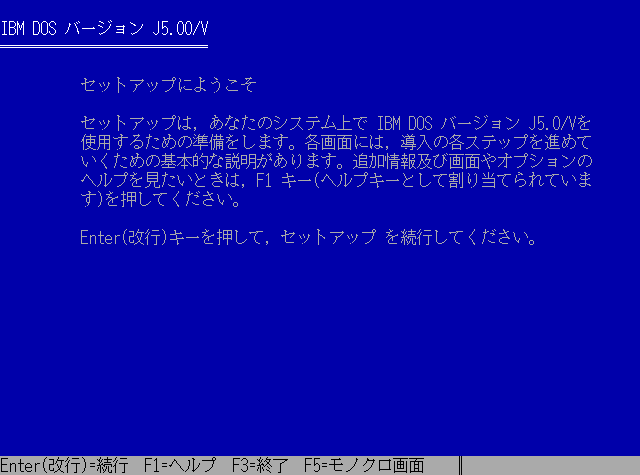 IBM DOS バージョン J5.00/V
セットアップにようこそ
セットアップは, あなたのシステム上で IBM DOS バージョン J5.0/Vを
使用するための準備をします。各画面には, 導入の各ステップを進めて
いくための基本的な説明があります。追加情報及び画面やオプションの
ヘルプを見たいときは, F1 キー(ヘルプキーとして割り当てられていま
す)を押してください。
Enter(改行)キーを押して, セットアップ を続行してください。
Enter(改行)=続行 F1=ヘルプ F3=終了 F5=モノクロ画面